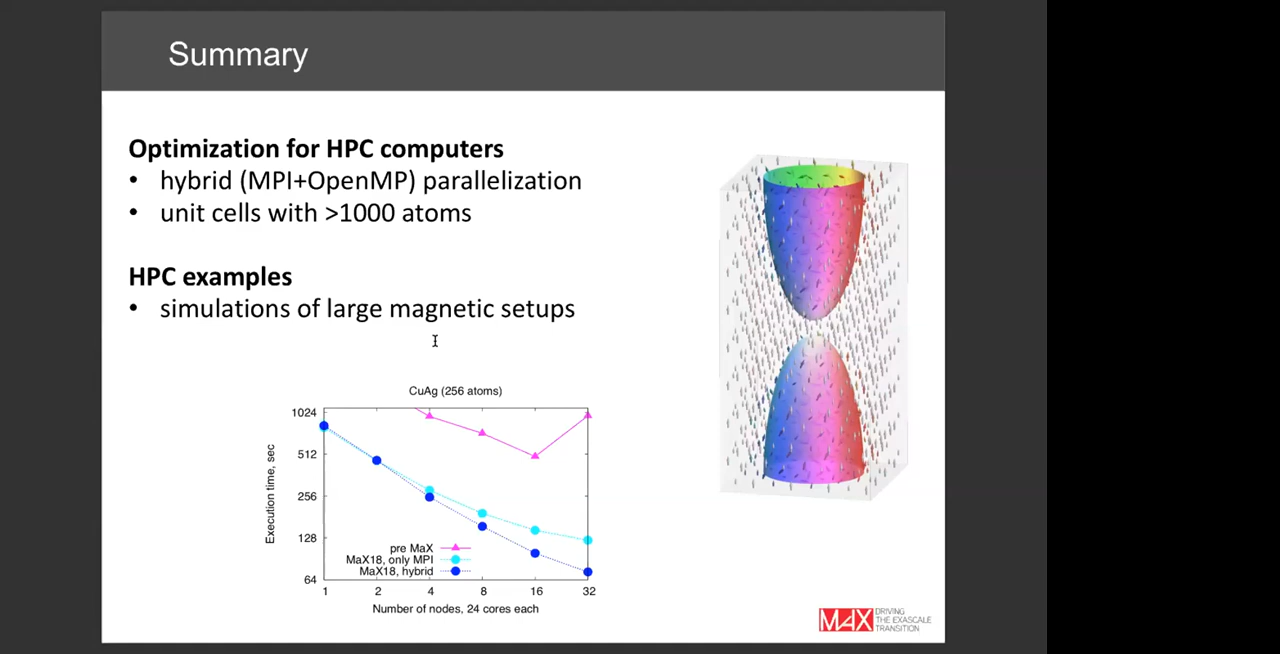 Summary
Optimization for HPC computers
• hybrid (MPI+OpenMP) parallelization
• unit cells with >1000 atoms
HPC examples
• simulations of large magnetic setups
CuAg (256 atoms)
1024
512
256
128
64
Execution time, sec
pre MaX
MaX18, only MPI
MaX18, hybrid
1 2 4 8 16 32
Number of nodes, 24 cores each
MAX
DRIVING
THE EXASCALE
TRANSITION